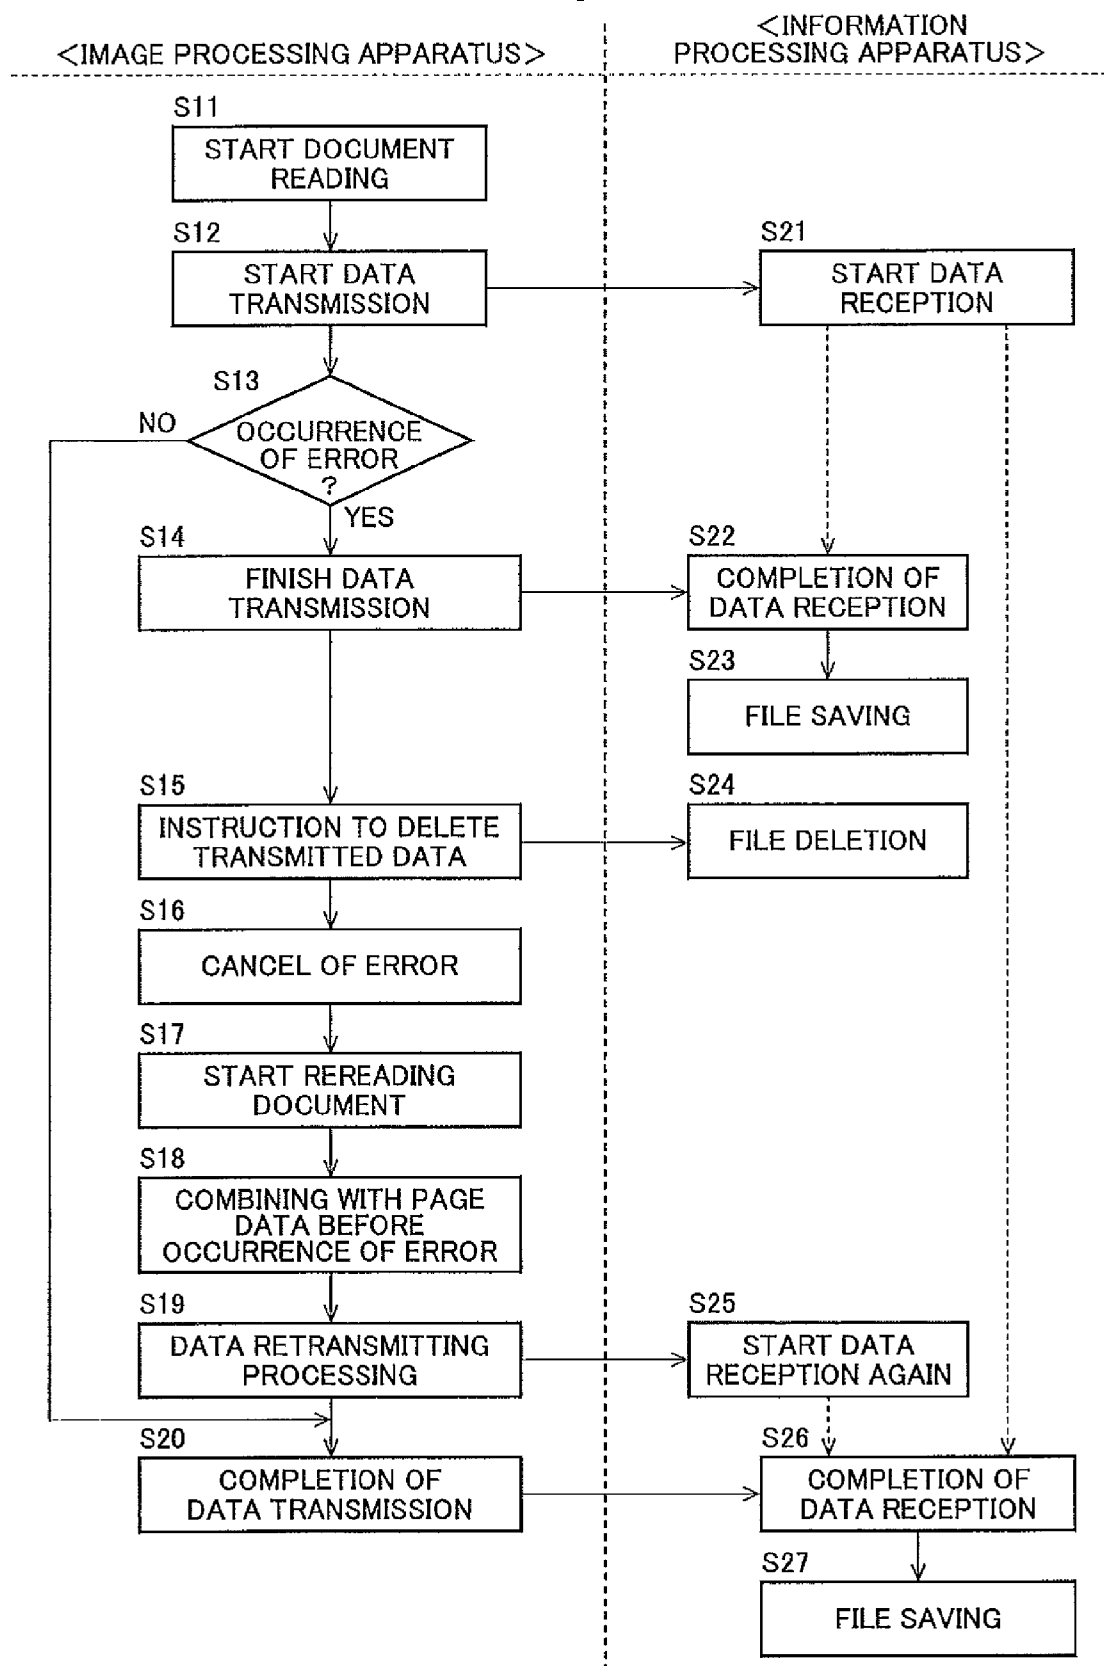 <IMAGE PROCESSING APPARATUS>
<INFORMATION
PROCESSING APPARATUS>
S11
START DOCUMENT
READING
S12
START DATA
TRANSMISSION
S21
START DATA
RECEPTION
S13
NO
OCCURRENCE
OF ERROR
?
YES
S14
FINISH DATA
TRANSMISSION
S22
COMPLETION OF
DATA RECEPTION
S23
FILE SAVING
S15
INSTRUCTION TO DELETE
TRANSMITTED DATA
S24
FILE DELETION
S16
CANCEL OF ERROR
S17
START REREADING
DOCUMENT
S18
COMBINING WITH PAGE
DATA BEFORE
OCCURRENCE OF ERROR
S19
DATA RETRANSMITTING
PROCESSING
S25
START DATA
RECEPTION AGAIN
S20
COMPLETION OF
DATA TRANSMISSION
S26
COMPLETION OF
DATA RECEPTION
S27
FILE SAVING